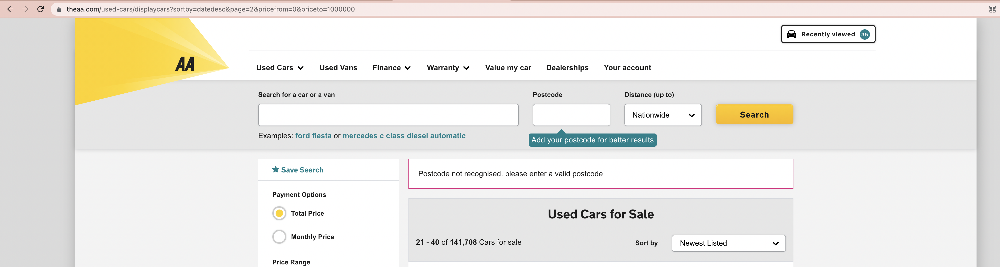 theaa.com/used-cars/displaycars?sortby=datedesc&page=2&pricefrom=0&priceto=1000000
Recently viewed 35
AA
Used Cars Used Vans Finance Warranty Value my car Dealerships Your account
Search for a car or a van Postcode Distance (up to)
Nationwide Search
Examples: ford fiesta or mercedes c class diesel automatic
Add your postcode for better results
Save Search
Postcode not recognised, please enter a valid postcode
Payment Options
Total Price
Monthly Price
Price Range
Used Cars for Sale
21 - 40 of 141,708 Cars for sale Sort by Newest Listed